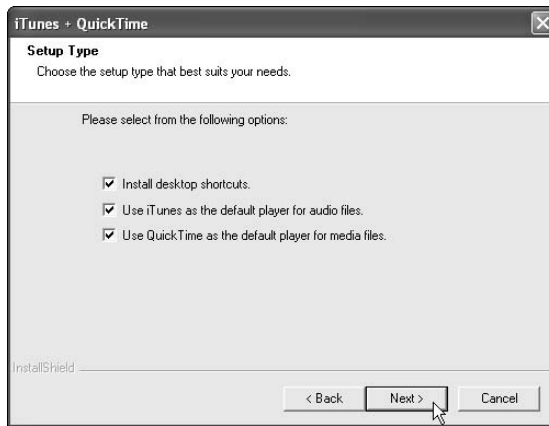 iTunes + QuickTime
Setup Type
Choose the setup type that best suits your needs.
Please select from the following options:
Install desktop shortcuts.
Use iTunes as the default player for audio files.
Use QuickTime as the default player for media files.
InstallShield
< Back Next > Cancel